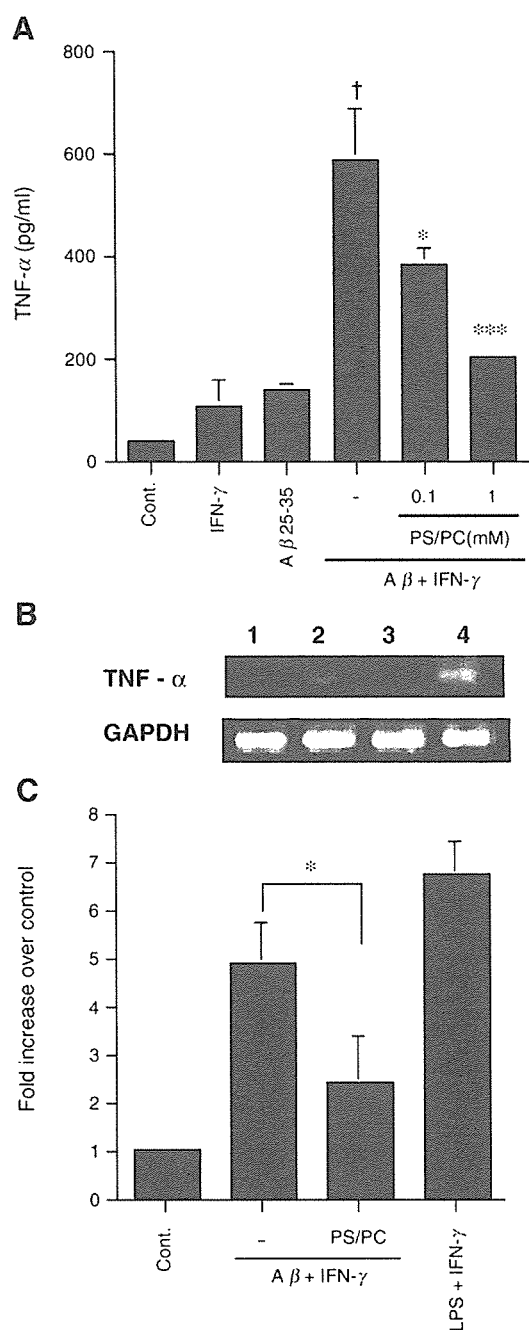 A
TNF-α (pg/ml)
800
600
400
200
0
†
*
***
Cont.
IFN-γ
A β 25-35
-
0.1
1
PS/PC(mM)
A β + IFN-γ
B
1 2 3 4
TNF - α
GAPDH
C
Fold increase over control
8
7
6
5
4
3
2
1
0
*
Cont.
-
PS/PC
A β + IFN-γ
LPS + IFN-γ